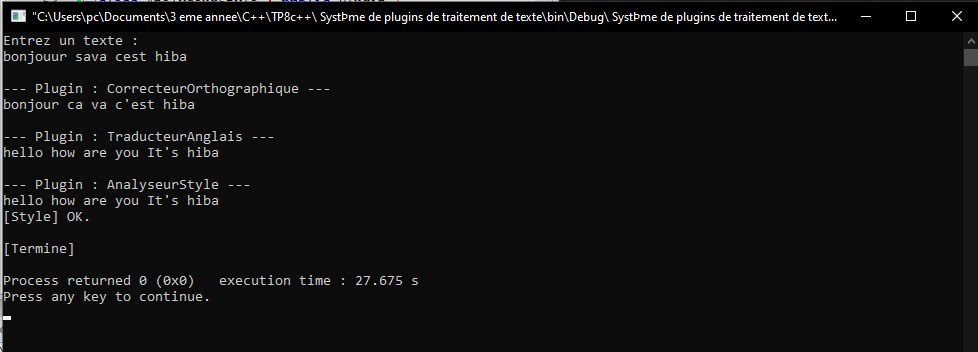 "C:\Users\pc\Documents\3 eme annee\C++\TP8c++\ SystÞme de plugins de traitement de texte\bin\Debug\ SystÞme de plugins de traitement de text...
Entrez un texte :
bonjouur sava cest hiba
--- Plugin : CorrecteurOrthographique ---
bonjour ca va c'est hiba
--- Plugin : TraducteurAnglais ---
hello how are you It's hiba
--- Plugin : AnalyseurStyle ---
hello how are you It's hiba
[Style] OK.
[Termine]
Process returned 0 (0x0)   execution time : 27.675 s
Press any key to continue.